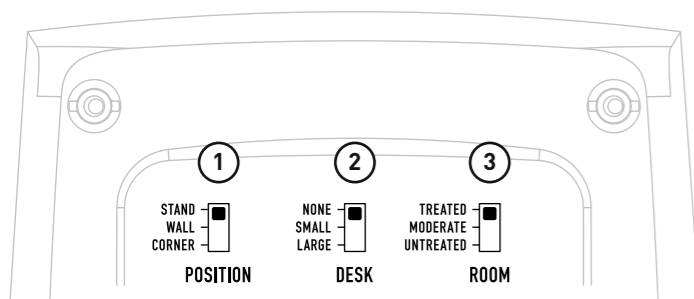 1 2 3
STAND NONE TREATED
WALL SMALL MODERATE
CORNER LARGE UNTREATED
POSITION DESK ROOM